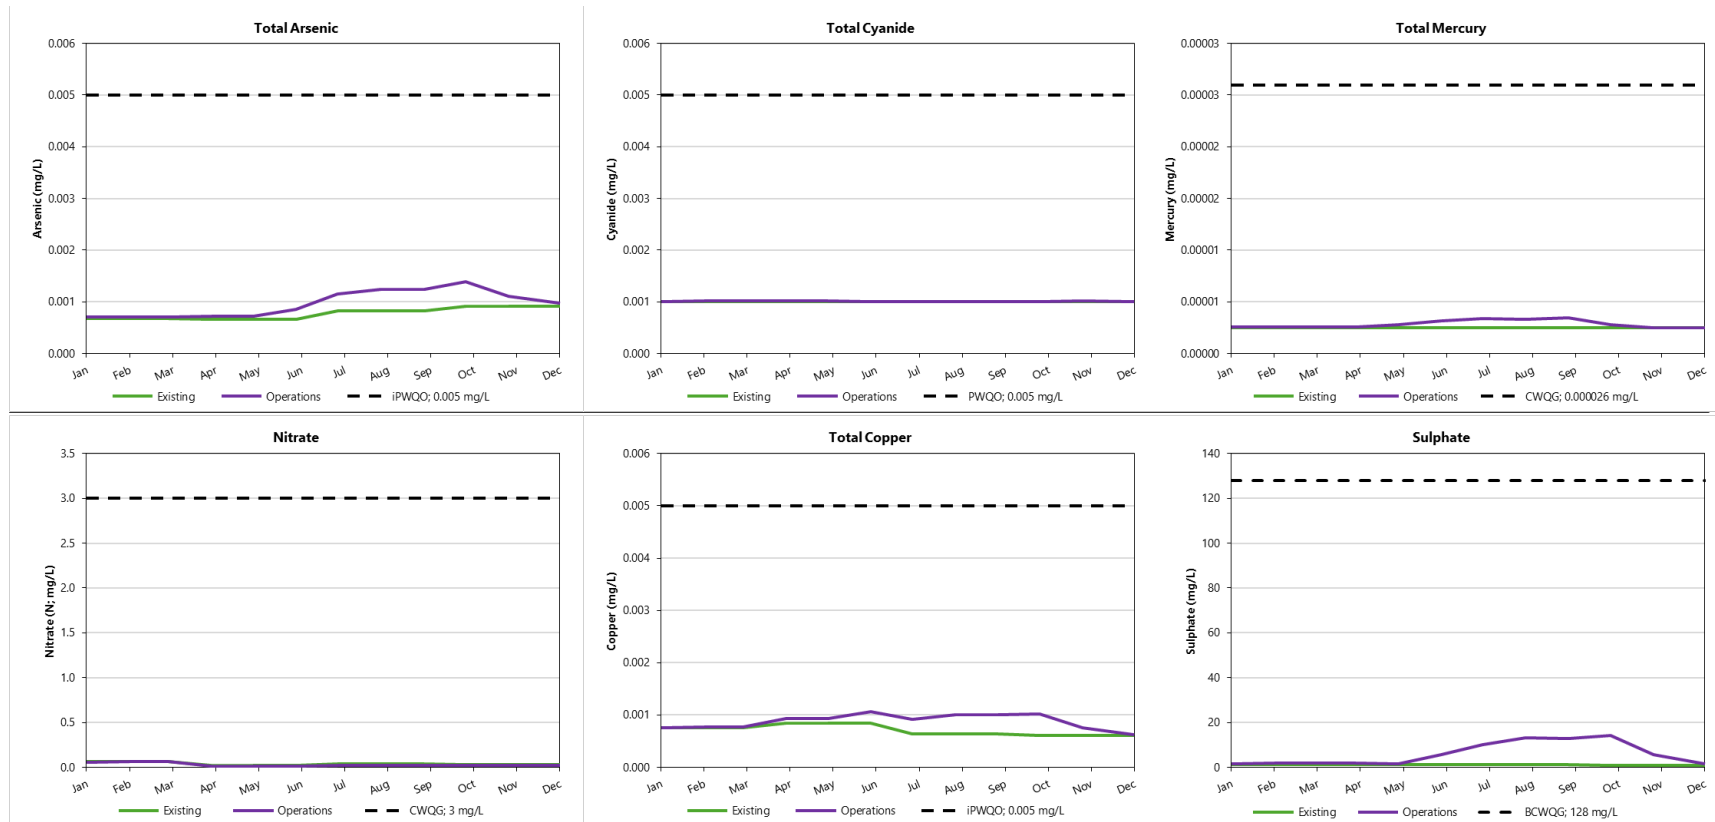 Total Arsenic
0.006
0.005
0.004
0.003
0.002
0.001
0.000
Arsenic (mg/L)
Jan Feb Mar Apr May Jun Jul Aug Sep Oct Nov Dec
Existing Operations iPWQO; 0.005 mg/L
Total Cyanide
0.006
0.005
0.004
0.003
0.002
0.001
0.000
Cyanide (mg/L)
Jan Feb Mar Apr May Jun Jul Aug Sep Oct Nov Dec
Existing Operations PWQO; 0.005 mg/L
Total Mercury
0.00003
0.00003
0.00002
0.00002
0.00001
0.00001
0.00000
Mercury (mg/L)
Jan Feb Mar Apr May Jun Jul Aug Sep Oct Nov Dec
Existing Operations CWQG; 0.000026 mg/L
Nitrate
3.5
3.0
2.5
2.0
1.5
1.0
0.5
0.0
Nitrate (N; mg/L)
Jan Feb Mar Apr May Jun Jul Aug Sep Oct Nov Dec
Existing Operations CWQG; 3 mg/L
Total Copper
0.006
0.005
0.004
0.003
0.002
0.001
0.000
Copper (mg/L)
Jan Feb Mar Apr May Jun Jul Aug Sep Oct Nov Dec
Existing Operations iPWQO; 0.005 mg/L
Sulphate
140
120
100
80
60
40
20
0
Sulphate (mg/L)
Jan Feb Mar Apr May Jun Jul Aug Sep Oct Nov Dec
Existing Operations BCWQG; 128 mg/L